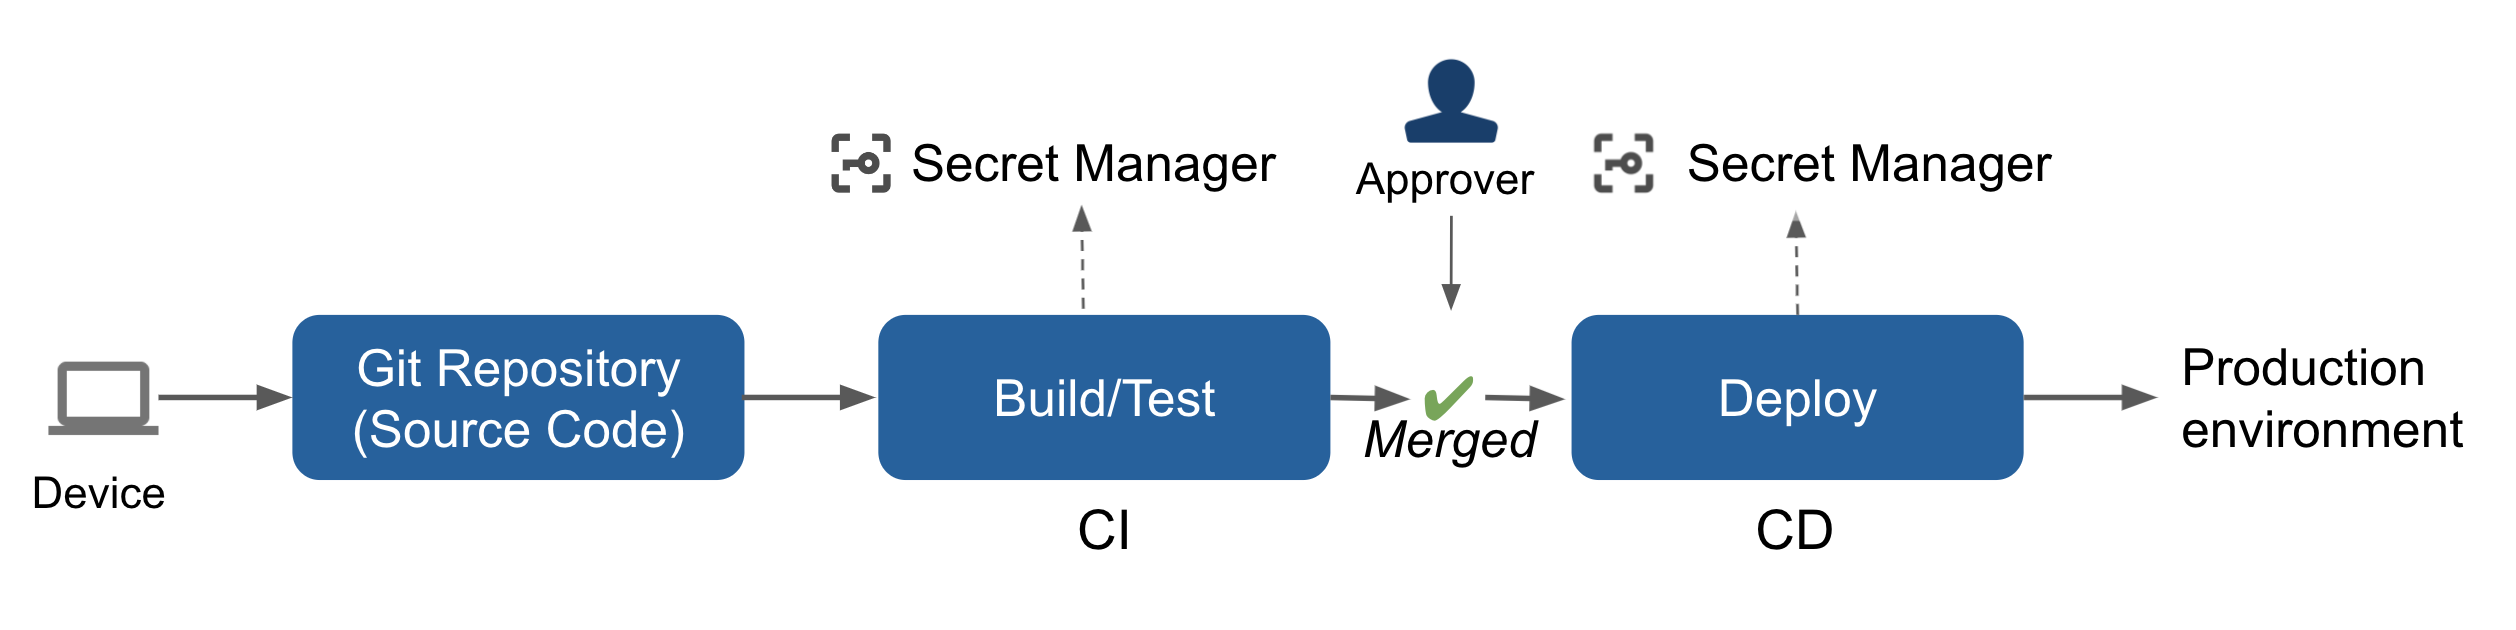 Secret Manager
Approver
Secret Manager
Device
Git Repository
(Source Code)
Build/Test
Merged
Deploy
Production
environment
CI
CD